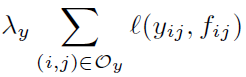 λ_y ∑_{(i,j)∈𝒪_y} ℓ(y_{ij}, f_{ij})